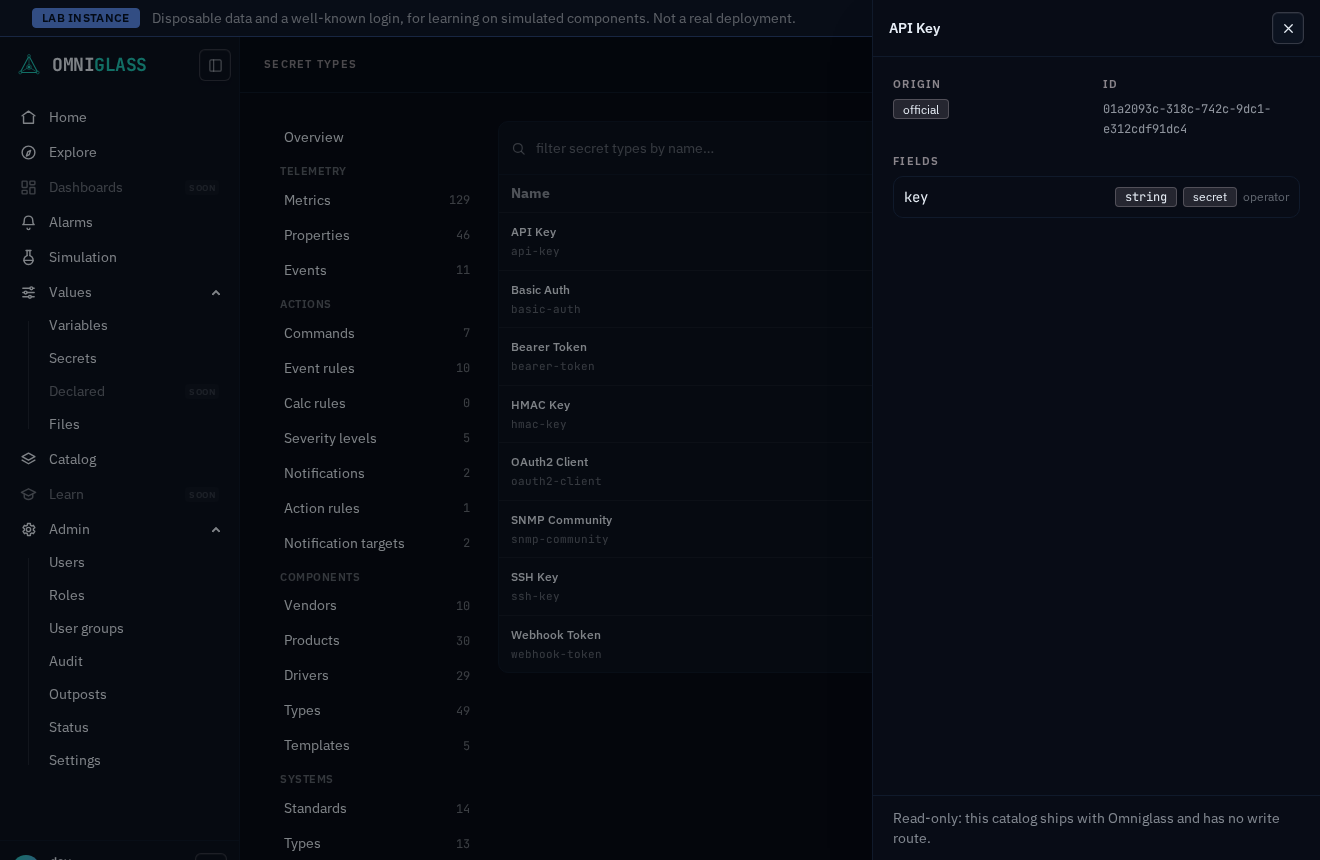 LAB INSTANCE Disposable data and a well-known login, for learning on simulated components. Not a real deployment.
OMNIGLASS
Home
Explore
Dashboards SOON
Alarms
Simulation
Values
Variables
Secrets
Declared SOON
Files
Catalog
Learn SOON
Admin
Users
Roles
User groups
Audit
Outposts
Status
Settings
SECRET TYPES
Overview
TELEMETRY
Metrics 129
Properties 46
Events 11
ACTIONS
Commands 7
Event rules 10
Calc rules 0
Severity levels 5
Notifications 2
Action rules 1
Notification targets 2
COMPONENTS
Vendors 10
Products 30
Drivers 29
Types 49
Templates 5
SYSTEMS
Standards 14
Types 13
filter secret types by name...
Name
API Key
api-key
Basic Auth
basic-auth
Bearer Token
bearer-token
HMAC Key
hmac-key
OAuth2 Client
oauth2-client
SNMP Community
snmp-community
SSH Key
ssh-key
Webhook Token
webhook-token
API Key
ORIGIN
official
ID
01a2093c-318c-742c-9dc1-
e312cdf91dc4
FIELDS
key string secret operator
Read-only: this catalog ships with Omniglass and has no write
route.